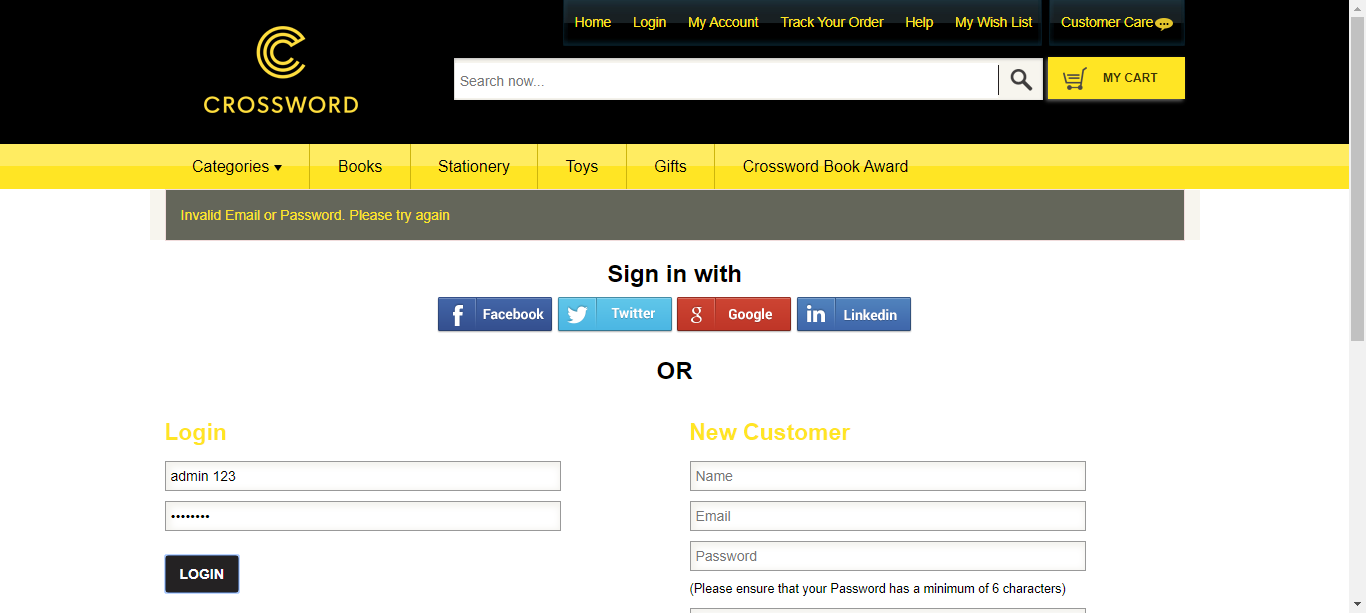 Home Login My Account Track Your Order Help My Wish List Customer Care
CROSSWORD
Search now...
MY CART
Categories Books Stationery Toys Gifts Crossword Book Award
Invalid Email or Password. Please try again
Sign in with
f Facebook Twitter g Google in Linkedin
OR
Login
admin 123
••••••••
LOGIN
New Customer
Name
Email
Password
(Please ensure that your Password has a minimum of 6 characters)